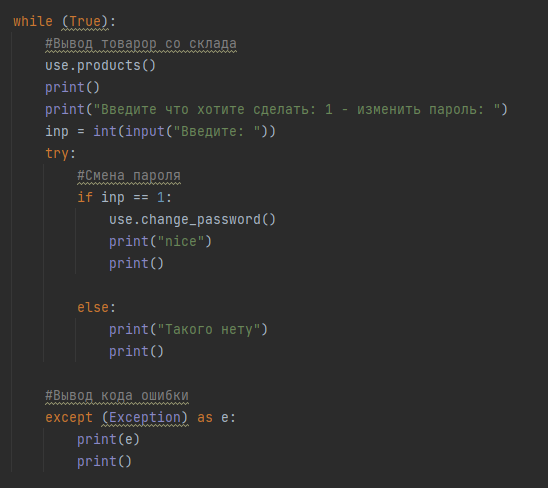 while (True):
#Вывод товарор со склада
use.products()
print()
print("Введите что хотите сделать: 1 - изменить пароль: ")
inp = int(input("Введите: "))
try:
#Смена пароля
if inp == 1:
use.change_password()
print("nice")
print()
else:
print("Такого нету")
print()
#Вывод кода ошибки
except (Exception) as e:
print(e)
print()